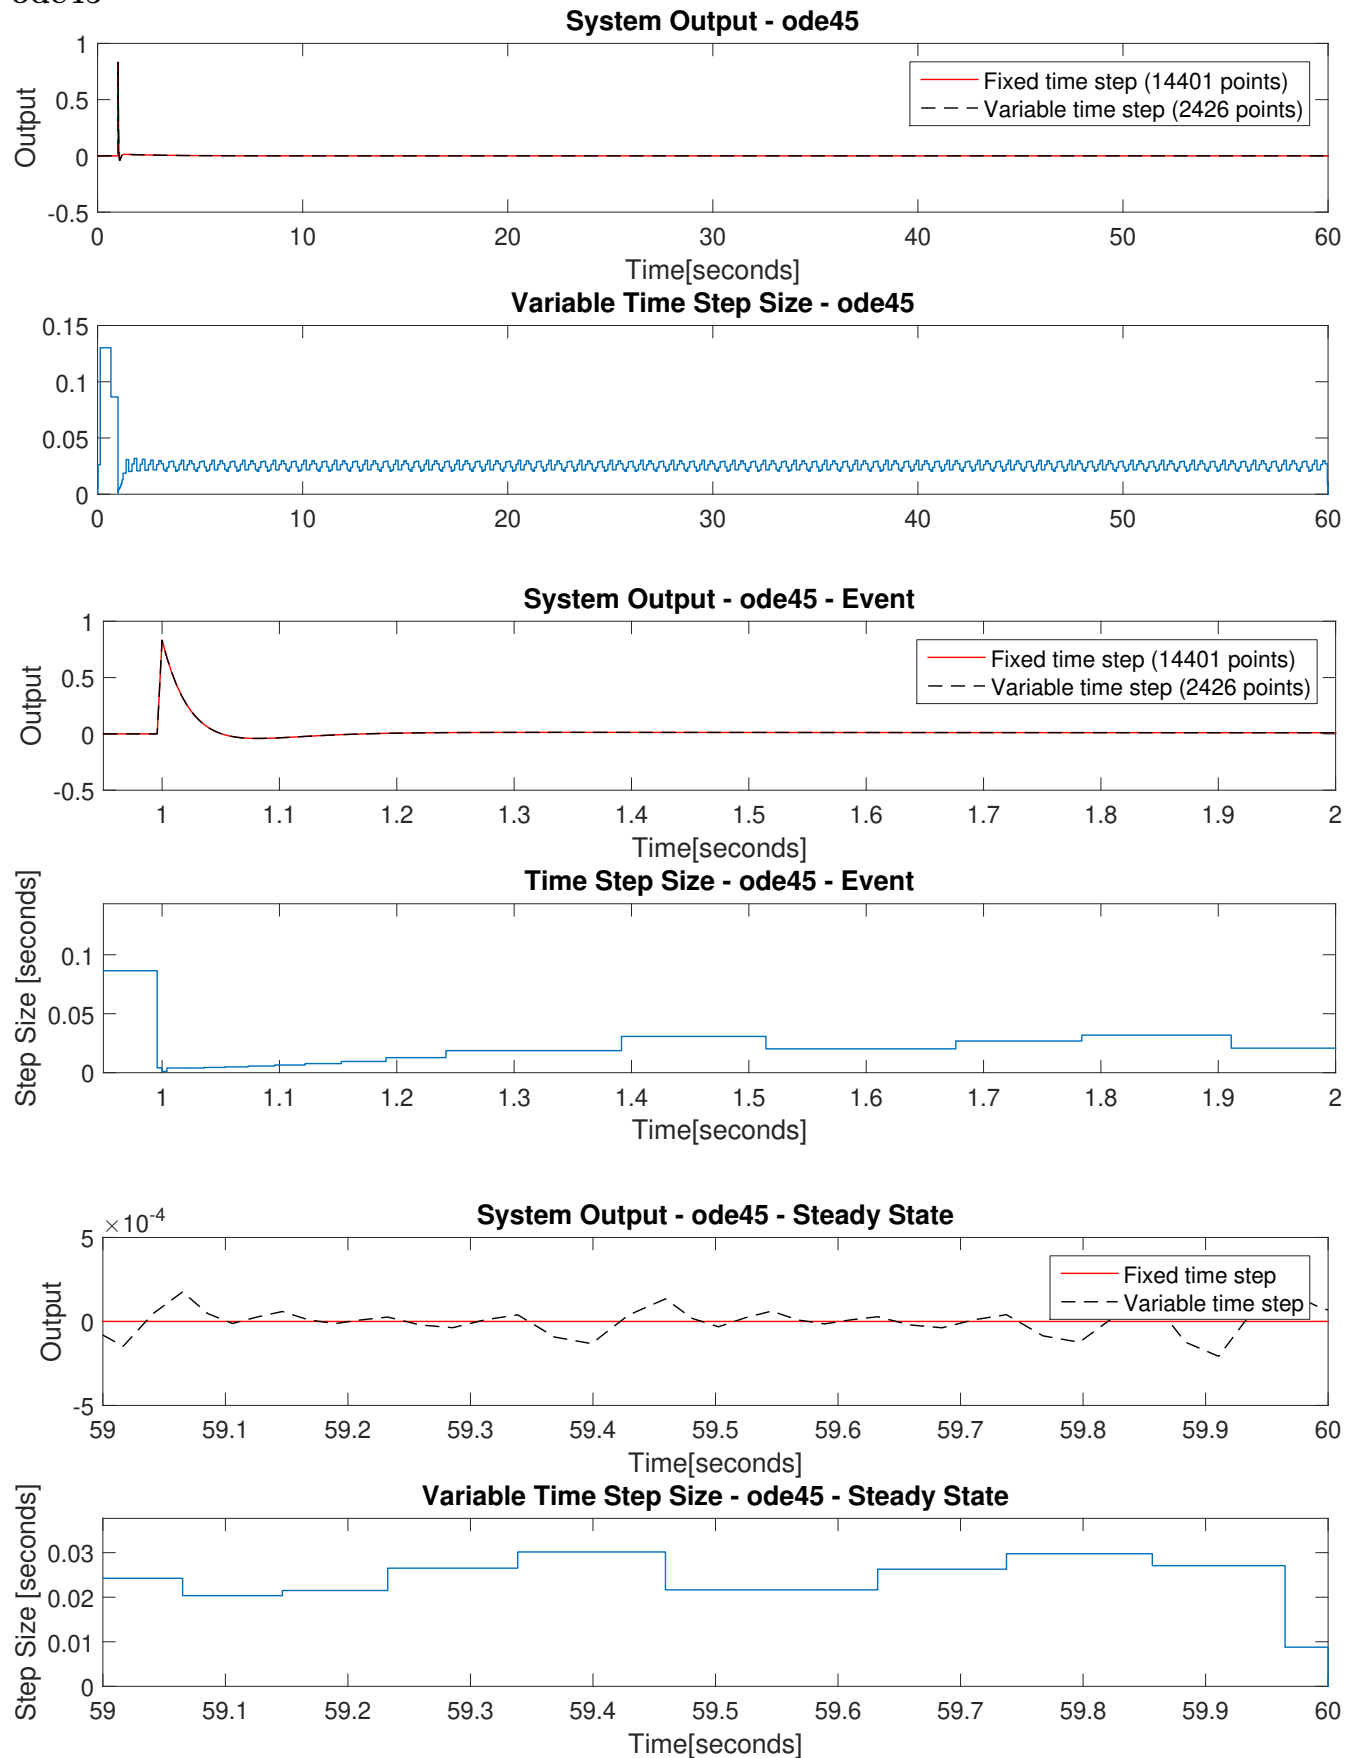 ode45
System Output - ode45
1
0.5
0
-0.5
Output
Fixed time step (14401 points)
Variable time step (2426 points)
0 10 20 30 40 50 60
Time[seconds]
Variable Time Step Size - ode45
0.15
0.1
0.05
0
0 10 20 30 40 50 60
System Output - ode45 - Event
1
0.5
0
-0.5
Output
Fixed time step (14401 points)
Variable time step (2426 points)
1 1.1 1.2 1.3 1.4 1.5 1.6 1.7 1.8 1.9 2
Time[seconds]
Time Step Size - ode45 - Event
Step Size [seconds]
0.1
0.05
0
1 1.1 1.2 1.3 1.4 1.5 1.6 1.7 1.8 1.9 2
Time[seconds]
System Output - ode45 - Steady State
×10-4
5
0
-5
Output
Fixed time step
Variable time step
59 59.1 59.2 59.3 59.4 59.5 59.6 59.7 59.8 59.9 60
Time[seconds]
Variable Time Step Size - ode45 - Steady State
Step Size [seconds]
0.03
0.02
0.01
0
59 59.1 59.2 59.3 59.4 59.5 59.6 59.7 59.8 59.9 60
Time[seconds]